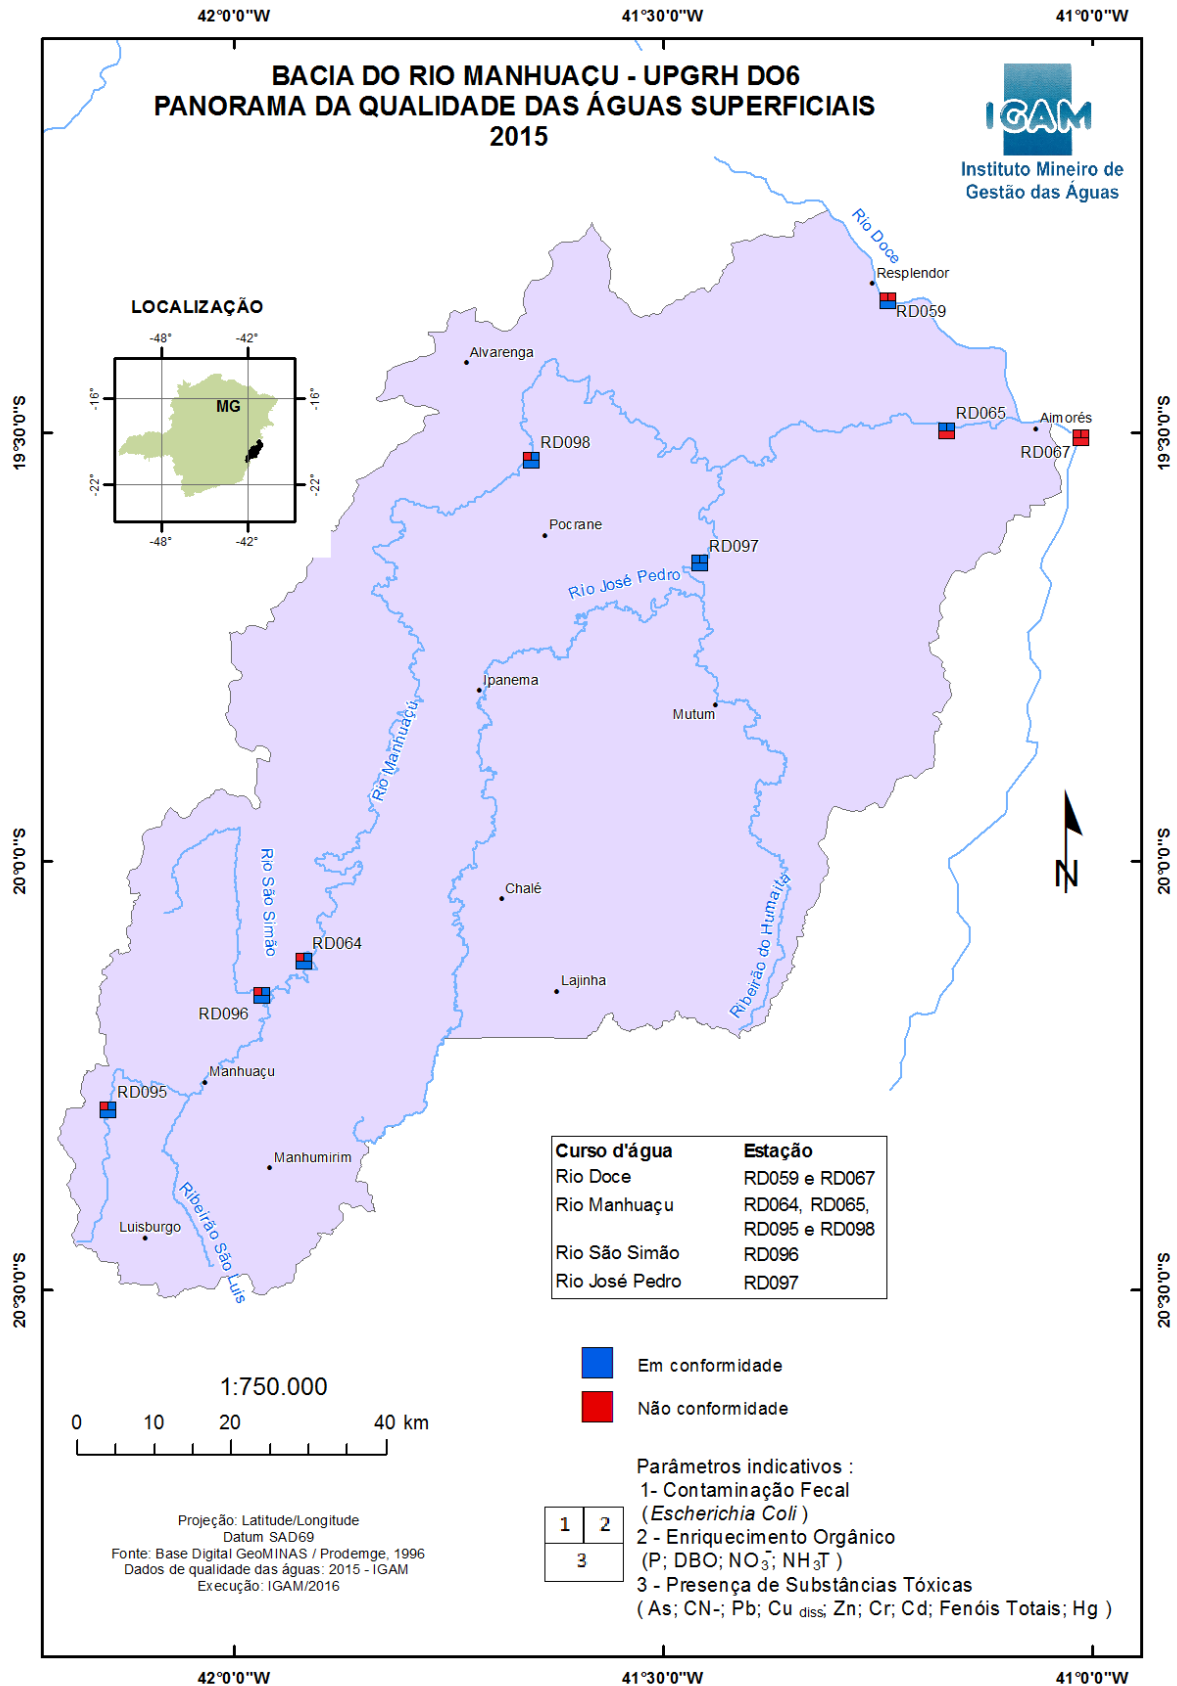 42°0'0"W 41°30'0"W 41°0'0"W
BACIA DO RIO MANHUAÇU - UPGRH DO6
PANORAMA DA QUALIDADE DAS ÁGUAS SUPERFICIAIS
2015
IGAM
Instituto Mineiro de
Gestão das Águas
Rio Doce
Resplendor
RD059
LOCALIZAÇÃO
-48° -42°
-16° MG -16°
-22° -22°
-48° -42°
Alvarenga
19°30'0"S
RD065
Aimorés
19°30'0"S
RD098
RD067
Pocrane
RD097
Rio José Pedro
Ipanema
Mutum
Rio Manhuaçú
20°0'0"S
Rio São Simão
Chalé
Ribeirão do Humaitá
N
20°0'0"S
RD064
Lajinha
RD096
Manhuaçu
RD095
Manhumirim
Ribeirão São Luis
Luisburgo
Curso d'água Estação
Rio Doce RD059 e RD067
Rio Manhuaçu RD064, RD065,
RD095 e RD098
Rio São Simão RD096
Rio José Pedro RD097
20°30'0"S 20°30'0"S
Em conformidade
Não conformidade
1:750.000
0 10 20 40 km
Parâmetros indicativos :
1- Contaminação Fecal
(Escherichia Coli )
2 - Enriquecimento Orgânico
(P; DBO; NO₃⁻; NH₃T )
3 - Presença de Substâncias Tóxicas
( As; CN-; Pb; Cu diss; Zn; Cr; Cd; Fenóis Totais; Hg )
1 2
3
Projeção: Latitude/Longitude
Datum SAD69
Fonte: Base Digital GeoMINAS / Prodemge, 1996
Dados de qualidade das águas: 2015 - IGAM
Execução: IGAM/2016
42°0'0"W 41°30'0"W 41°0'0"W